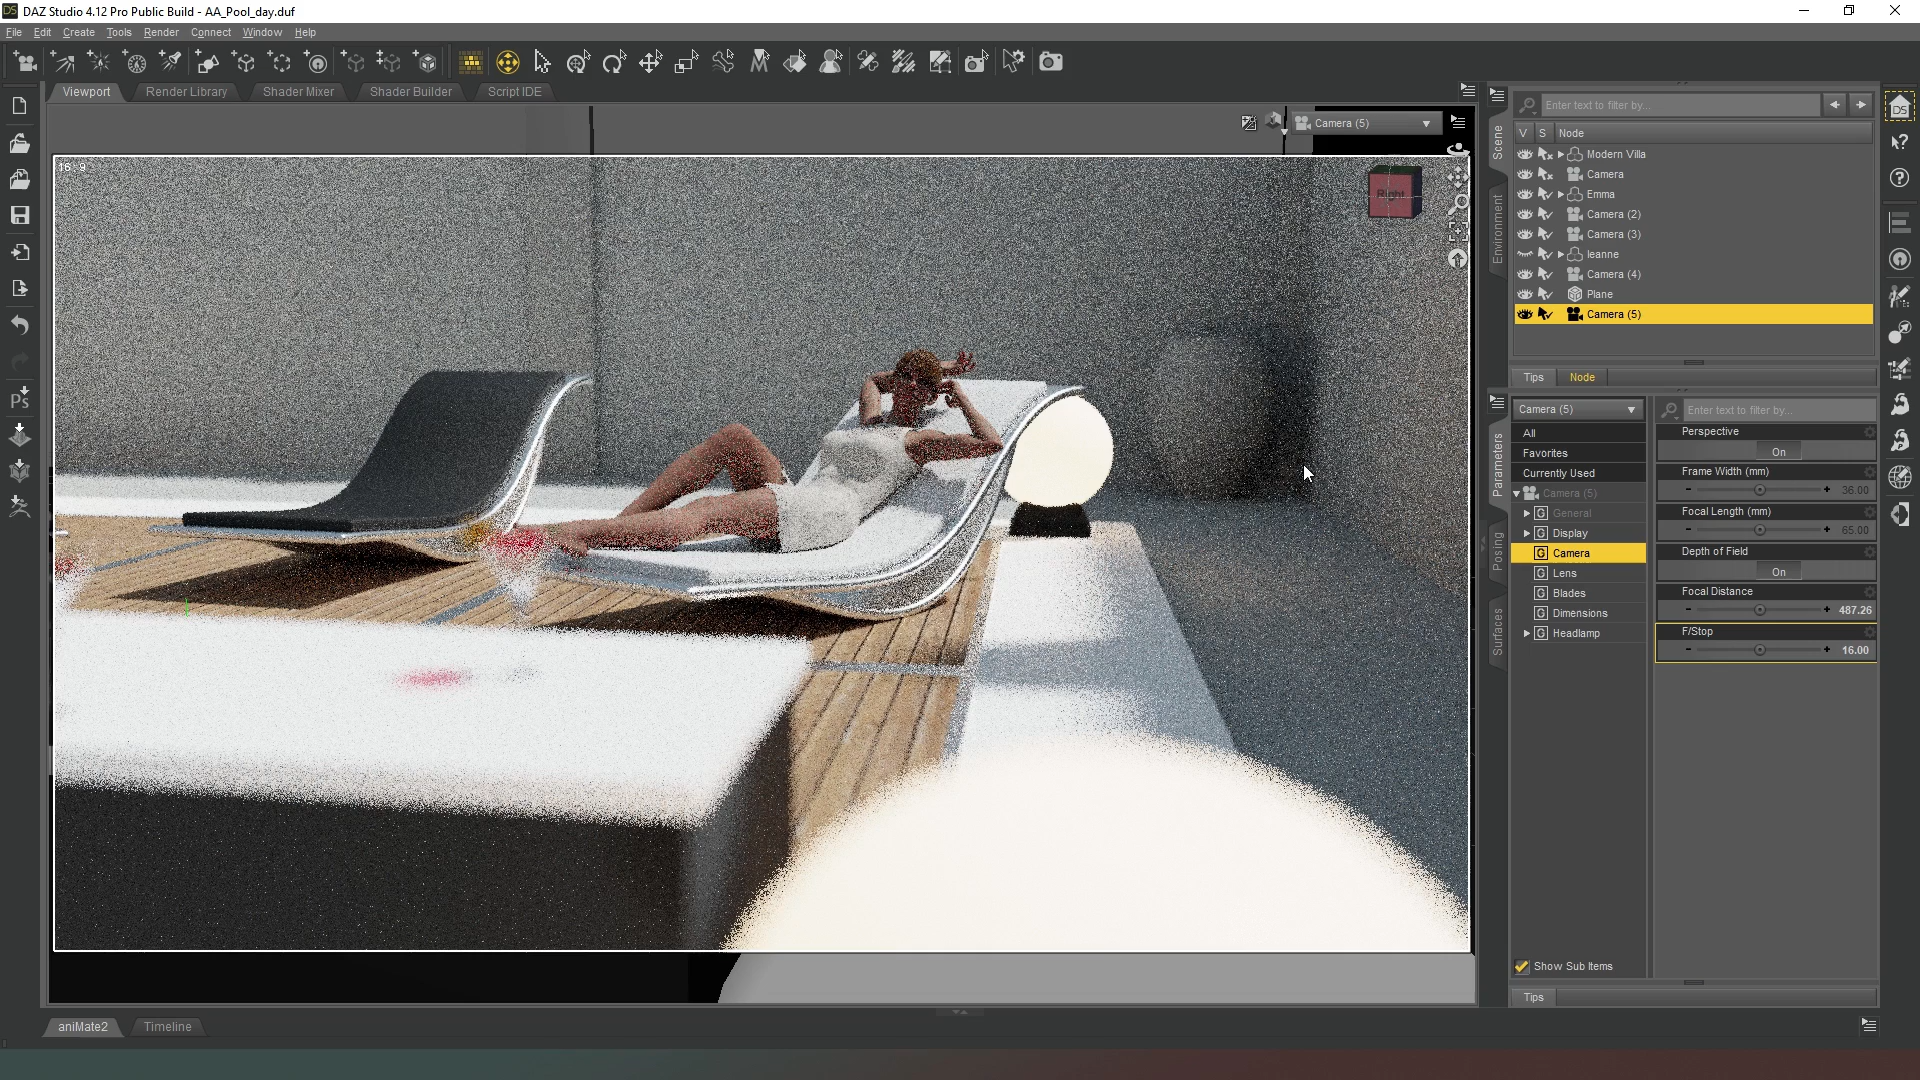 DS DAZ Studio 4.12 Pro Public Build - AA_Pool_day.duf
File Edit Create Tools Render Connect Window Help
Viewport Render Library Shader Mixer Shader Builder Script IDE
Camera (5)
16 : 9
Right
Enter text to filter by...
V S Node
Modern Villa
Camera
Emma
Camera (2)
Camera (3)
leanne
Camera (4)
Plane
Camera (5)
Scene
Environment
Tips Node
Camera (5)
Enter text to filter by...
All
Favorites
Currently Used
Camera (5)
General
Display
Camera
Lens
Blades
Dimensions
Headlamp
Perspective
On
Frame Width (mm)
36.00
Focal Length (mm)
65.00
Depth of Field
On
Focal Distance
487.26
F/Stop
16.00
Parameters
Posing
Surfaces
Show Sub Items
Tips
aniMate2 Timeline
Ps
DS